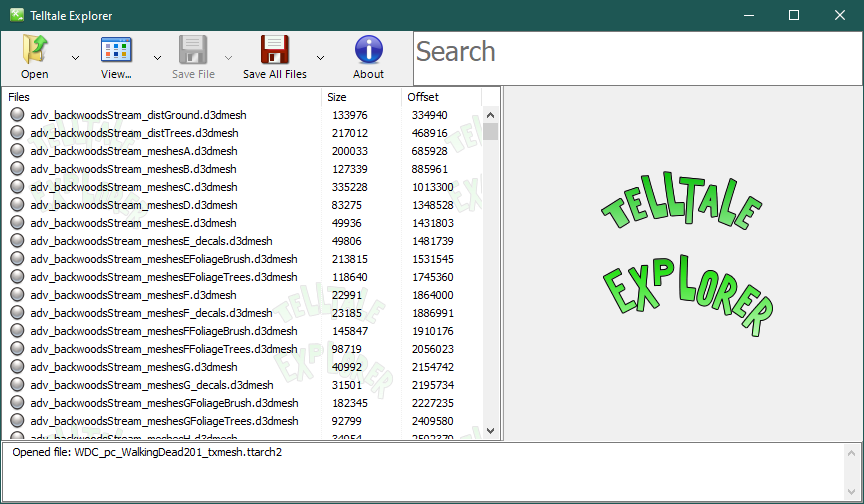 Telltale Explorer
Open View... Save File Save All Files About
Search
Files Size Offset
adv_backwoodsStream_distGround.d3dmesh 133976 334940
adv_backwoodsStream_distTrees.d3dmesh 217012 468916
adv_backwoodsStream_meshesA.d3dmesh 200033 685928
adv_backwoodsStream_meshesB.d3dmesh 127339 885961
adv_backwoodsStream_meshesC.d3dmesh 335228 1013300
adv_backwoodsStream_meshesD.d3dmesh 83275 1348528
adv_backwoodsStream_meshesE.d3dmesh 49936 1431803
adv_backwoodsStream_meshesE_decals.d3dmesh 49806 1481739
adv_backwoodsStream_meshesEFoliageBrush.d3dmesh 213815 1531545
adv_backwoodsStream_meshesEFoliageTrees.d3dmesh 118640 1745360
adv_backwoodsStream_meshesF.d3dmesh 22991 1864000
adv_backwoodsStream_meshesF_decals.d3dmesh 23185 1886991
adv_backwoodsStream_meshesFFoliageBrush.d3dmesh 145847 1910176
adv_backwoodsStream_meshesFFoliageTrees.d3dmesh 98719 2056023
adv_backwoodsStream_meshesG.d3dmesh 40992 2154742
adv_backwoodsStream_meshesG_decals.d3dmesh 31501 2195734
adv_backwoodsStream_meshesGFoliageBrush.d3dmesh 182345 2227235
adv_backwoodsStream_meshesGFoliageTrees.d3dmesh 92799 2409580
adv_backwoodsStream_meshesH.d3dmesh 34954 2502379
TELLTALE
EXPLORER
Opened file: WDC_pc_WalkingDead201_txmesh.ttarch2